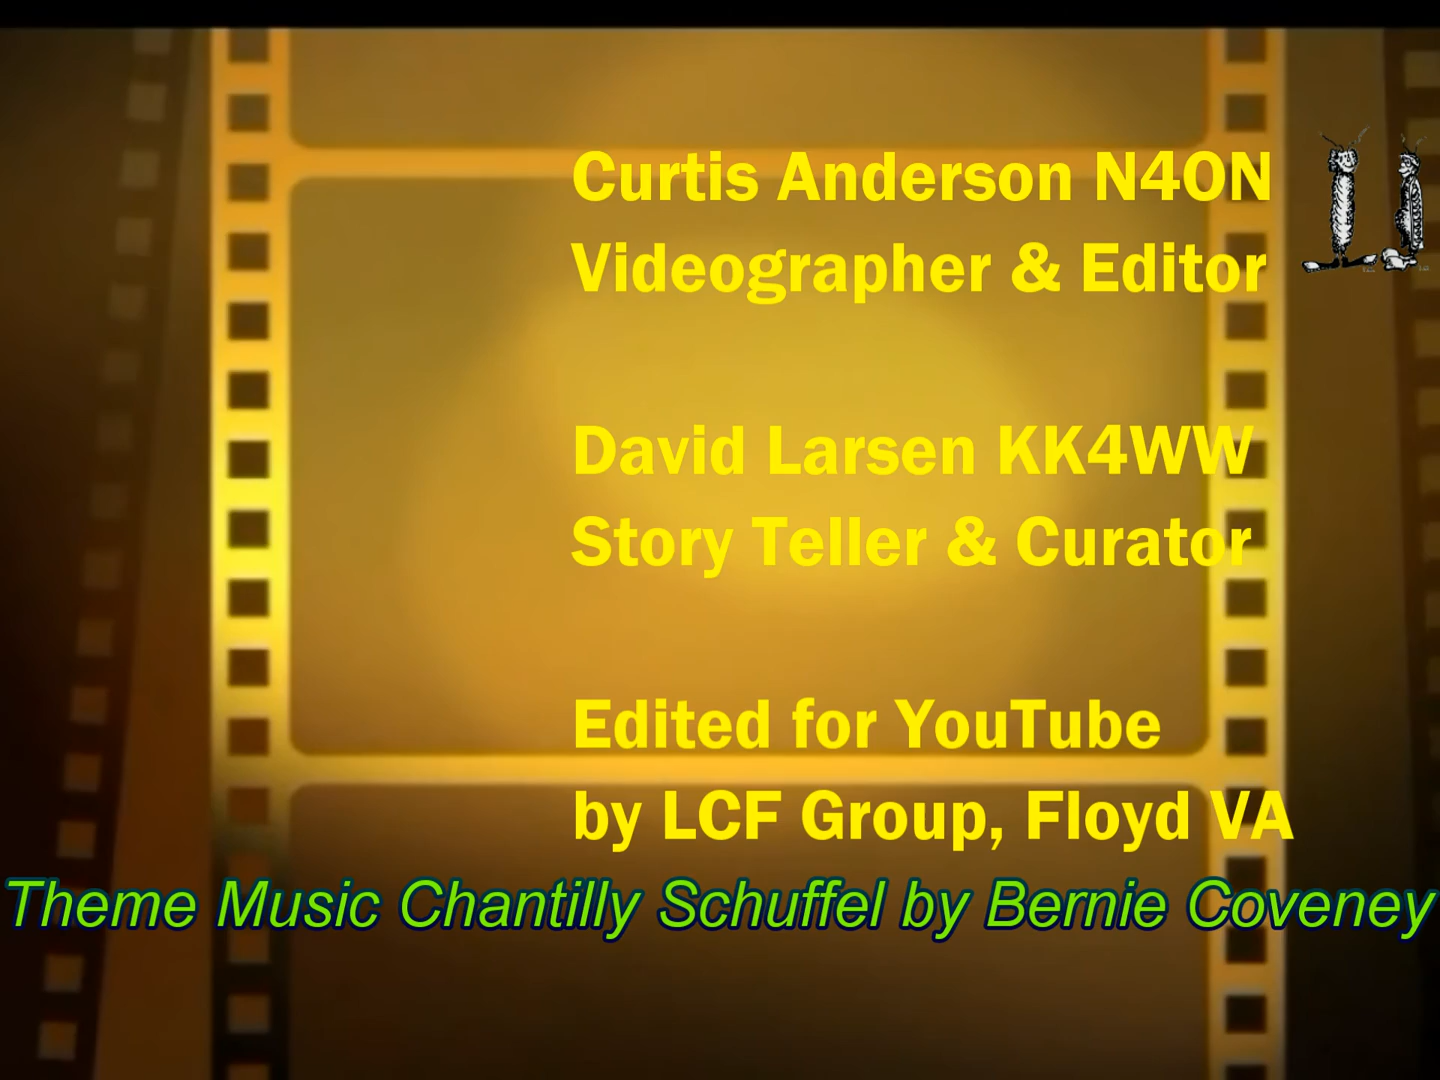 Curtis Anderson N4ON
Videographer & Editor
David Larsen KK4WW
Story Teller & Curator
Edited for YouTube
by LCF Group, Floyd VA
Theme Music Chantilly Schuffel by Bernie Coveney